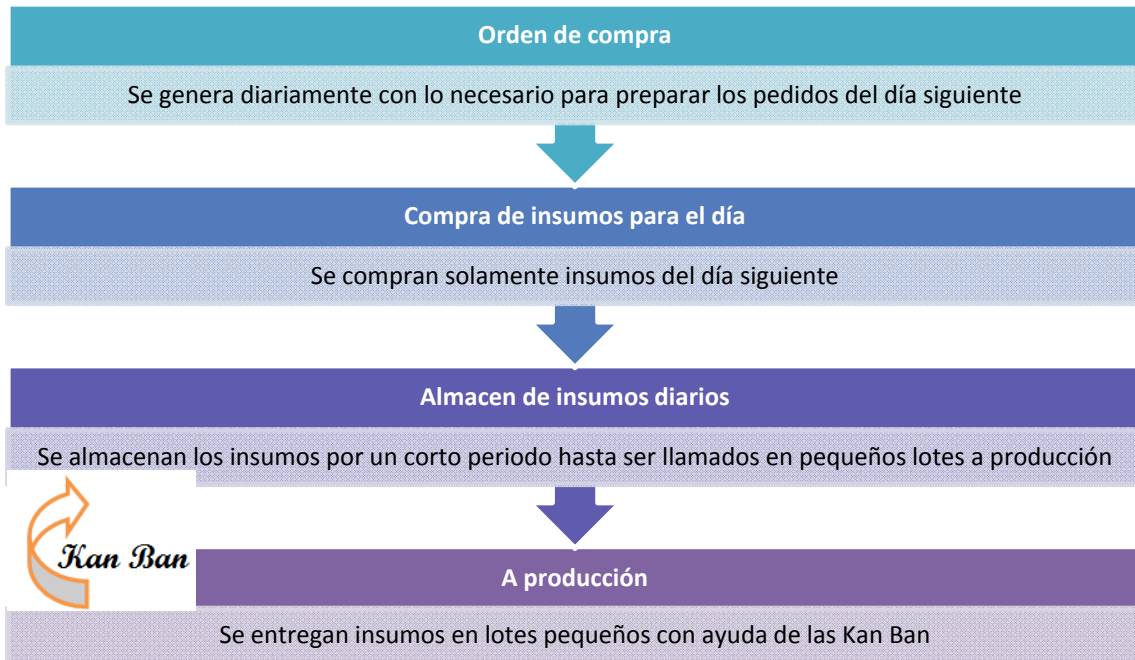 Orden de compra
Se genera diariamente con lo necesario para preparar los pedidos del día siguiente
Compra de insumos para el día
Se compran solamente insumos del día siguiente
Almacen de insumos diarios
Se almacenan los insumos por un corto periodo hasta ser llamados en pequeños lotes a producción
Kan Ban
A producción
Se entregan insumos en lotes pequeños con ayuda de las Kan Ban